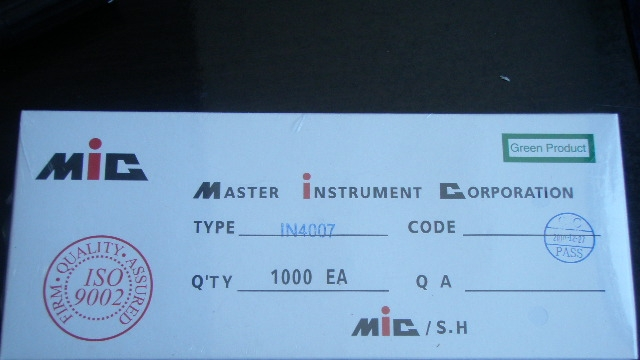 MiC
Green Product
MASTER iNSTRUMENT CORPORATION
TYPE IN4007 CODE
PASS
FIRM · QUALITY · ASSURED
ISO
9002
Q'TY 1000 EA Q A
MiC / S.H